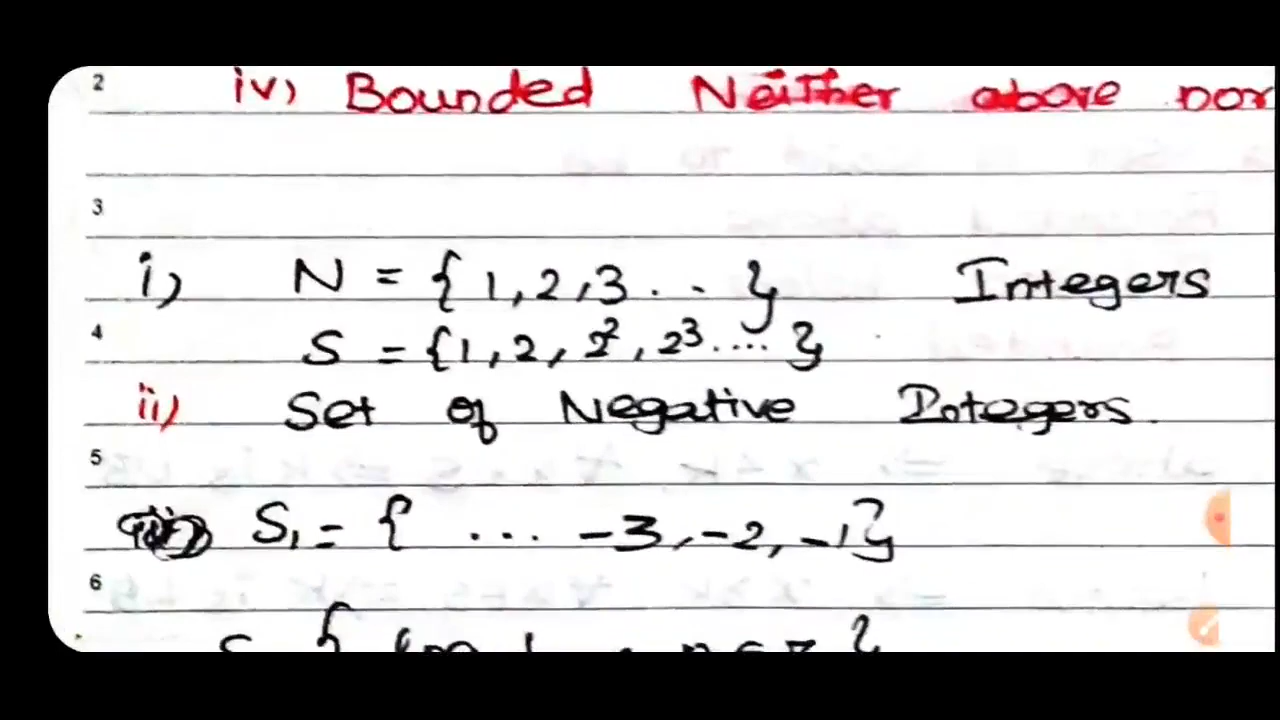 2 iv) Bounded Neither above nor
3
i) N = { 1, 2, 3 . . . } Integers
4 S = {1, 2, 2², 2³ .... }
ii) Set of Negative Integers.
5
S₁ = { ... -3, -2, -1}
6